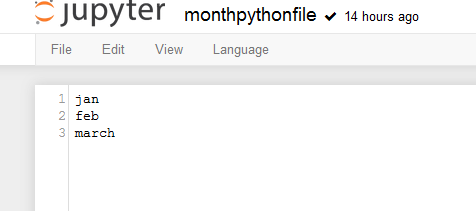 jupyter monthpythonfile ✔ 14 hours ago
File Edit View Language
1 jan
2 feb
3 march